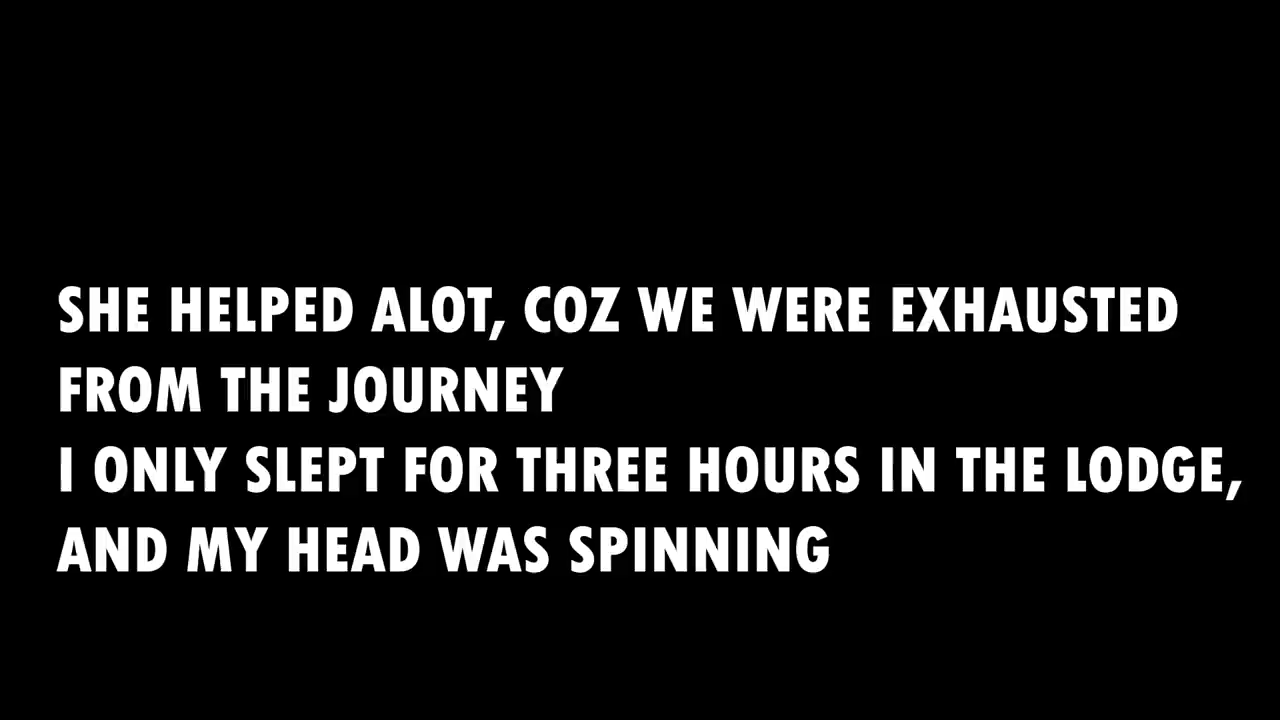 SHE HELPED ALOT, COZ WE WERE EXHAUSTED
FROM THE JOURNEY
I ONLY SLEPT FOR THREE HOURS IN THE LODGE,
AND MY HEAD WAS SPINNING